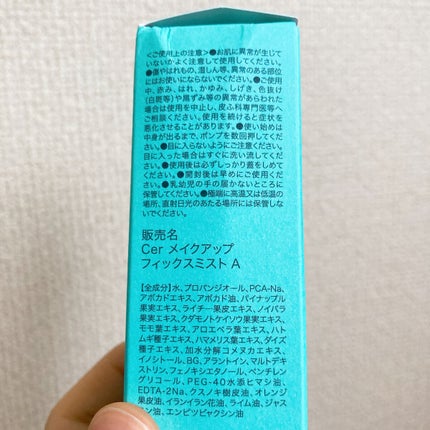 <ご使用上の注意>●お肌に異常が生じて
いないかよく注意して使用してください。
●傷やはれもの、湿しん等、異常のある部位
にはお使いにならないでください。●ご使用
中、赤み、はれ、かゆみ、しげき、色抜け
(白斑等)や黒ずみ等の異常があらわれた
場合は使用を中止し、皮ふ科専門医等へ
ご相談ください。使用を続けると症状を
悪化させることがあります。●使い始めは
中身が出るまで、ポンプを数回押してくだ
さい。●目に入らないようにご注意ください。
目に入った場合はすぐに洗い流してくださ
い。●使用後は必ずしっかり蓋をしめてく
ださい。●開封後は早めにご使用くださ
い。●乳幼児の手の届かないところに
保管してください。●極端に高温又は低温の
場所、直射日光のあたる場所には保管しな
いでください。
販売名
Cer メイクアップ
フィックスミスト A
【全成分】水、プロパンジオール、PCA-Na、
アボカドエキス、アボカド油、パイナップル
果実エキス、ライチー果皮エキス、ノイバラ
果実エキス、クダモノトケイソウ果実エキス、
モモ葉エキス、アロエベラ葉エキス、ハト
ムギ種子エキス、ハマメリス葉エキス、ダイズ
種子エキス、加水分解コメヌカエキス、
イノシトール、BG、アラントイン、マルトデキ
ストリン、フェノキシエタノール、ペンチレン
グリコール、PEG-40水添ヒマシ油、
EDTA-2Na、クスノキ樹皮油、オレンジ
果皮油、イランイラン花油、ライム油、ジャス
ミン油、エンピツビャクシン油